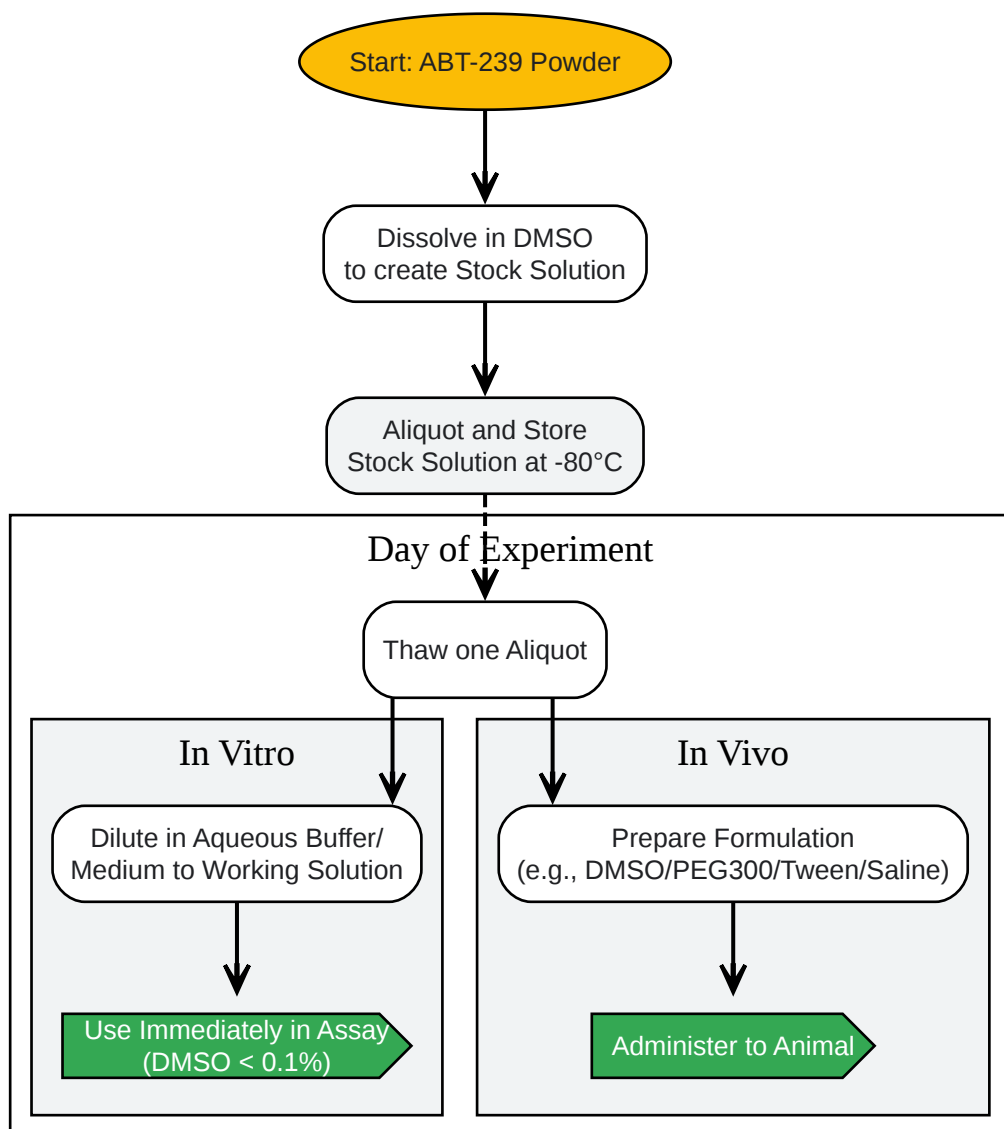 Start: ABT-239 Powder
Dissolve in DMSO
to create Stock Solution
Aliquot and Store
Stock Solution at -80°C
Day of Experiment
Thaw one Aliquot
In Vitro
Dilute in Aqueous Buffer/
Medium to Working Solution
Use Immediately in Assay
(DMSO < 0.1%)
In Vivo
Prepare Formulation
(e.g., DMSO/PEG300/Tween/Saline)
Administer to Animal